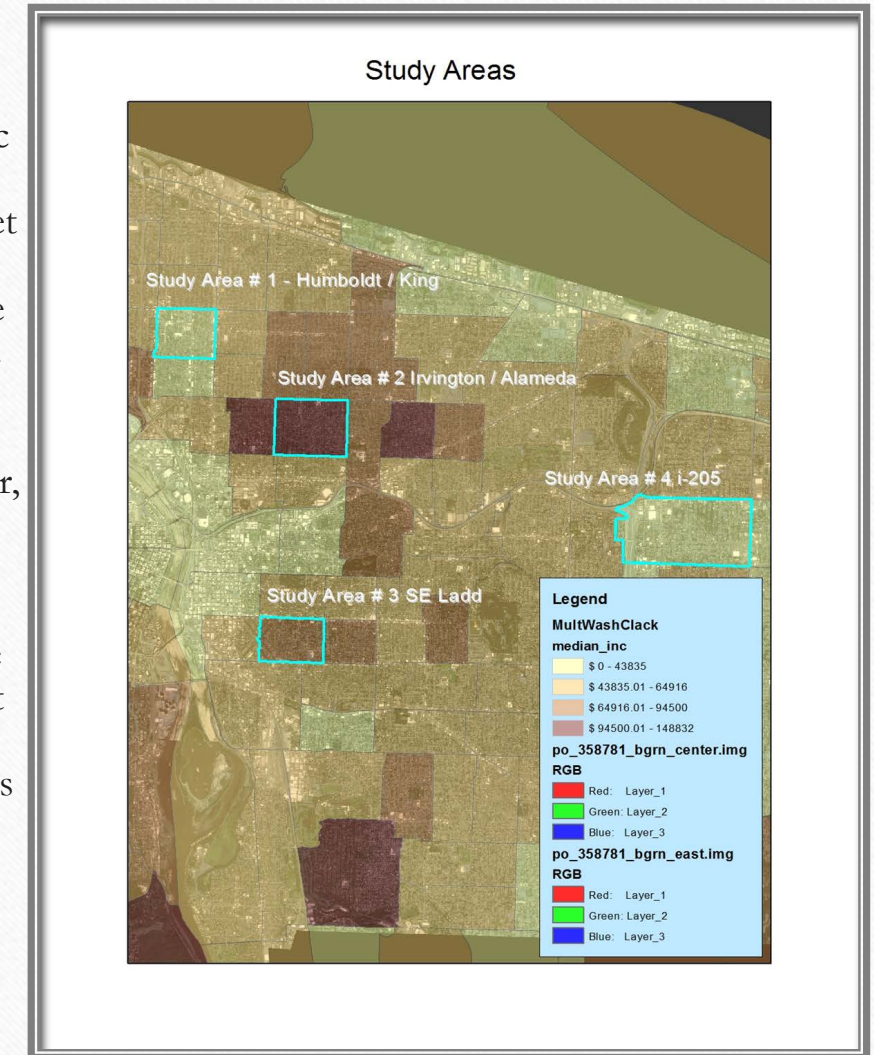 Study Areas
Study Area # 1 - Humboldt / King
Study Area # 2 Irvington / Alameda
Study Area # 4 i-205
Study Area # 3 SE Ladd
Legend
MultWashClack
median_inc
$ 0 - 43835
$ 43835.01 - 64916
$ 64916.01 - 94500
$ 94500.01 - 148832
po_358781_bgrn_center.img
RGB
Red: Layer_1
Green: Layer_2
Blue: Layer_3
po_358781_bgrn_east.img
RGB
Red: Layer_1
Green: Layer_2
Blue: Layer_3